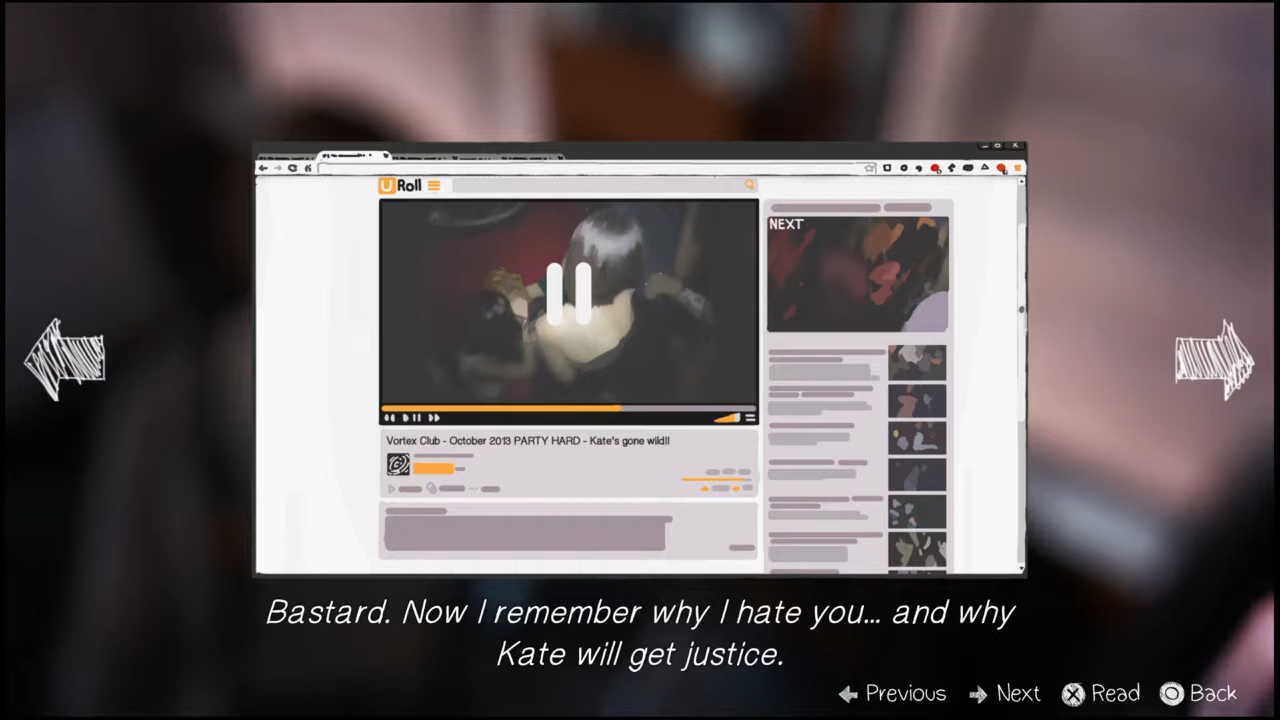 U Roll
NEXT
Vortex Club - October 2013 PARTY HARD - Kate's gone wild!!
Bastard. Now I remember why I hate you... and why
Kate will get justice.
Previous Next Read Back